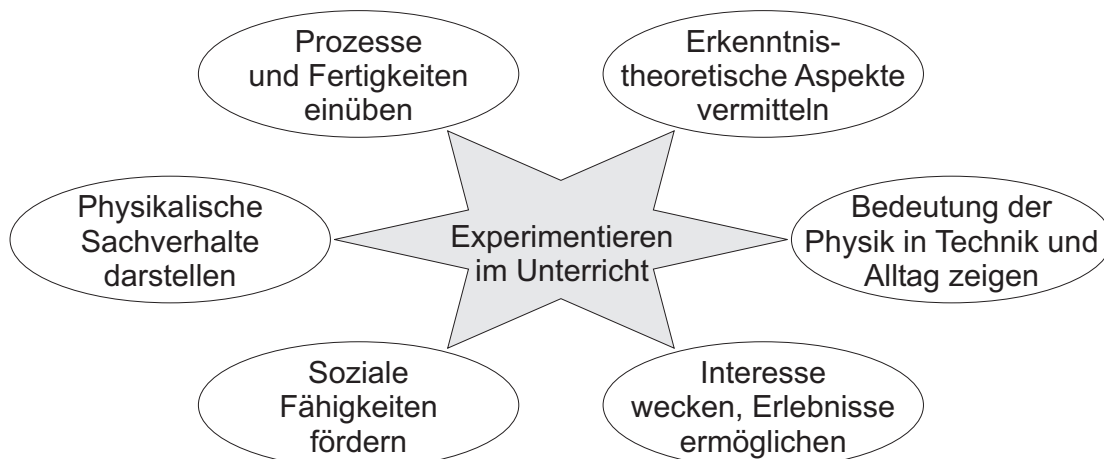 Prozesse
und Fertigkeiten
einüben
Erkenntnis-
theoretische Aspekte
vermitteln
Physikalische
Sachverhalte
darstellen
Experimentieren
im Unterricht
Bedeutung der
Physik in Technik und
Alltag zeigen
Soziale
Fähigkeiten
fördern
Interesse
wecken, Erlebnisse
ermöglichen